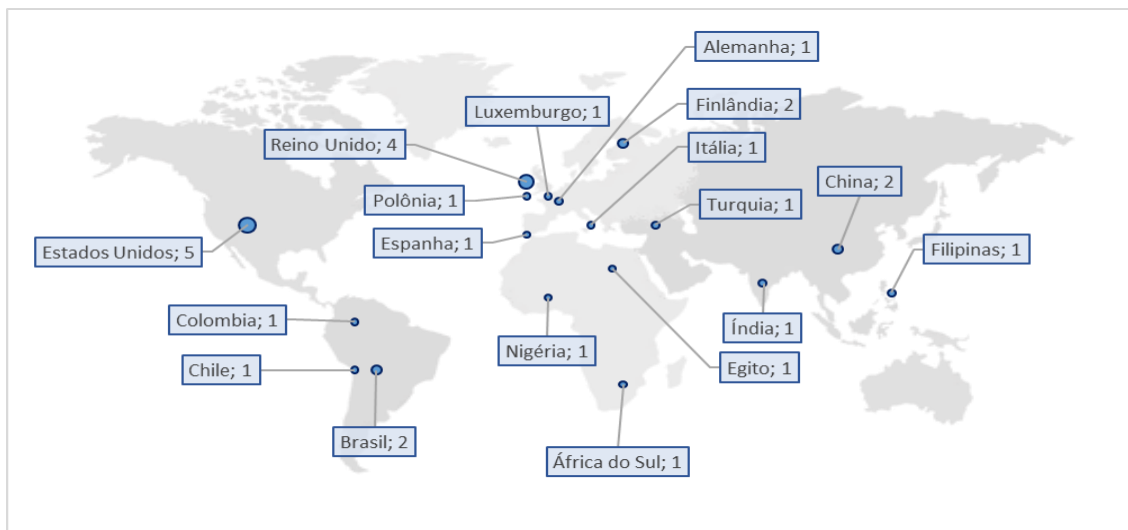 Alemanha; 1
Luxemburgo; 1
Finlândia; 2
Reino Unido; 4
Itália; 1
China; 2
Polônia; 1
Turquia; 1
Espanha; 1
Estados Unidos; 5
Filipinas; 1
Colombia; 1
Índia; 1
Nigéria; 1
Chile; 1
Egito; 1
Brasil; 2
África do Sul; 1